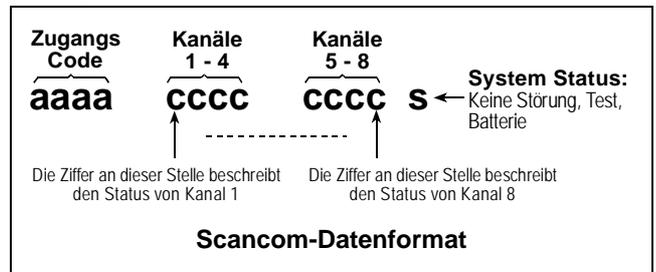 Zugangs Code
Kanäle 1 - 4
Kanäle 5 - 8
aaaa cccc cccc s
System Status:
Keine Störung, Test,
Batterie
Die Ziffer an dieser Stelle beschreibt
den Status von Kanal 1
Die Ziffer an dieser Stelle beschreibt
den Status von Kanal 8
Scancom-Datenformat